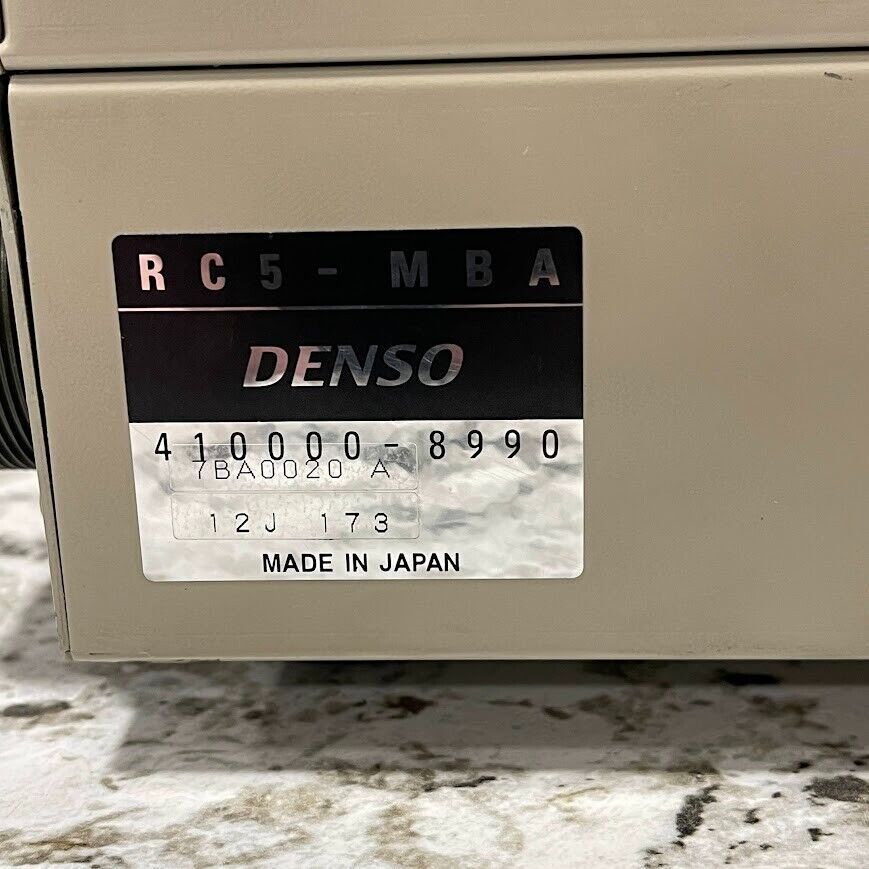 RC5-MBA
DENSO
410000-8990
7BA0020 A
12J 173
MADE IN JAPAN